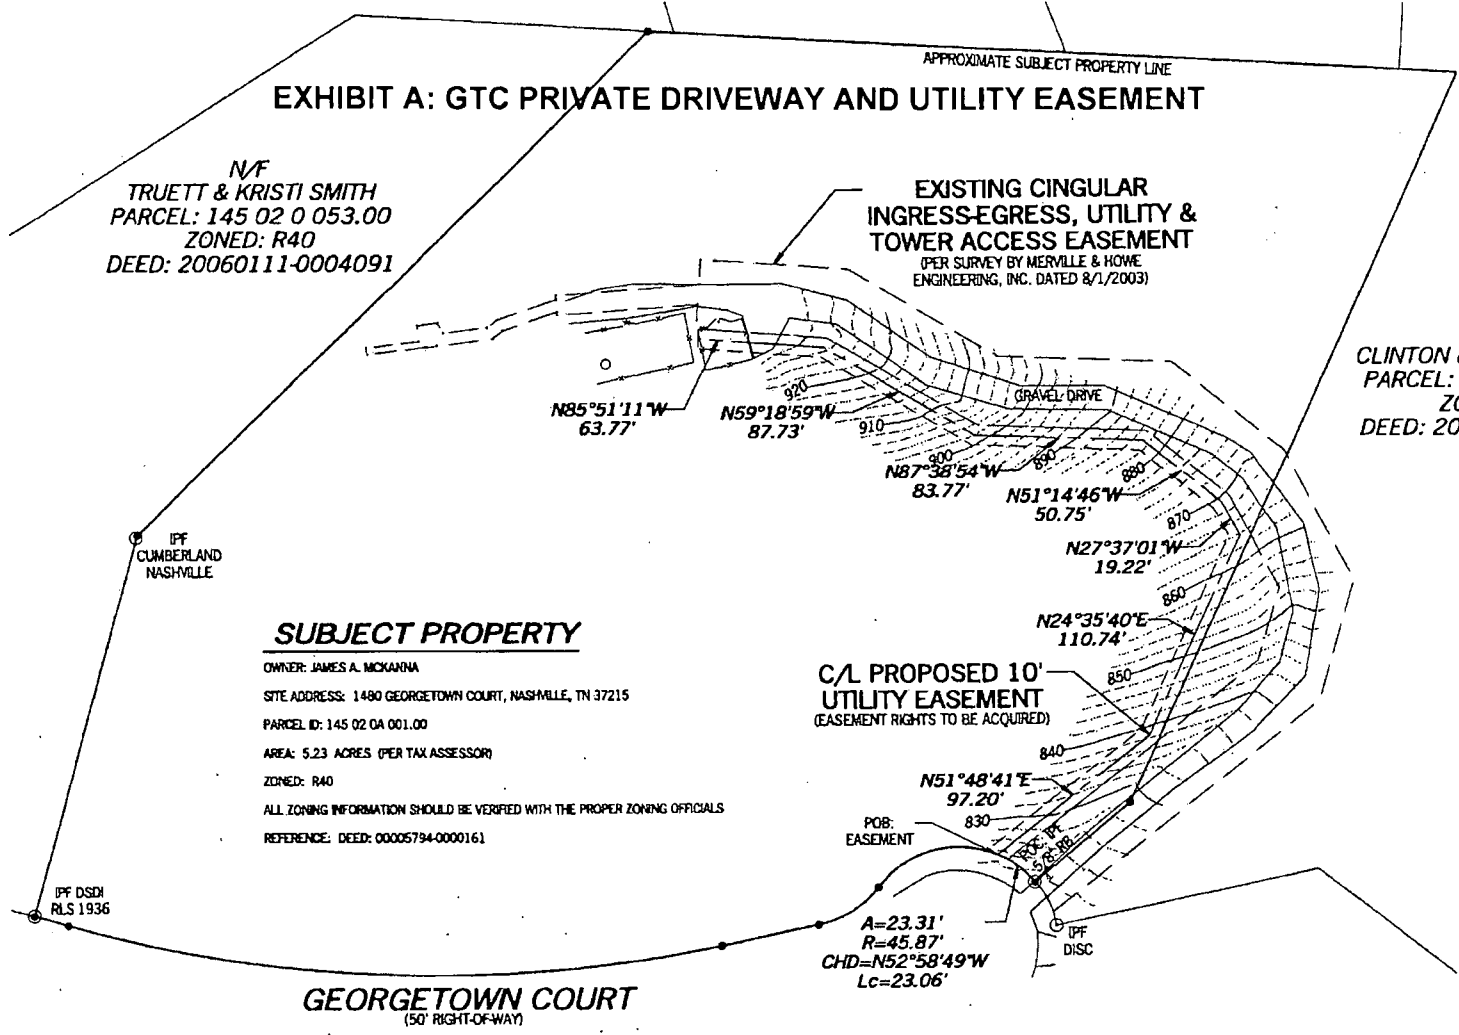 APPROXIMATE SUBJECT PROPERTY LINE
EXHIBIT A: GTC PRIVATE DRIVEWAY AND UTILITY EASEMENT
N/F
TRUETT & KRISTI SMITH
PARCEL: 145 02 0 053.00
ZONED: R40
DEED: 20060111-0004091
EXISTING CINGULAR
INGRESS-EGRESS, UTILITY &
TOWER ACCESS EASEMENT
(PER SURVEY BY MERVILLE & HOWE
ENGINEERING, INC. DATED 8/1/2003)
CLINTON
PARCEL:
DEED: 20
GRAVEL DRIVE
N85°51'11"W
63.77'
N59°18'59"W
87.73'
920
910
900
890
880
870
860
850
840
830
N87°38'54"W
83.77'
N51°14'46"W
50.75'
N27°37'01"W
19.22'
N24°35'40"E
110.74'
C/L PROPOSED 10'
UTILITY EASEMENT
(EASEMENT RIGHTS TO BE ACQUIRED)
N51°48'41"E
97.20'
POB:
EASEMENT
POC: IPF
5/8" RB
IPF
CUMBERLAND
NASHVILLE
SUBJECT PROPERTY
OWNER: JAMES A. MCKANNA
SITE ADDRESS: 1480 GEORGETOWN COURT, NASHVILLE, TN 37215
PARCEL ID: 145 02 0A 001.00
AREA: 5.23 ACRES (PER TAX ASSESSOR)
ZONED: R40
ALL ZONING INFORMATION SHOULD BE VERIFIED WITH THE PROPER ZONING OFFICIALS
REFERENCE: DEED: 00005794-0000161
IPF DSDI
RLS 1936
A=23.31'
R=45.87'
CHD=N52°58'49"W
Lc=23.06'
IPF
DISC
GEORGETOWN COURT
(50' RIGHT-OF-WAY)